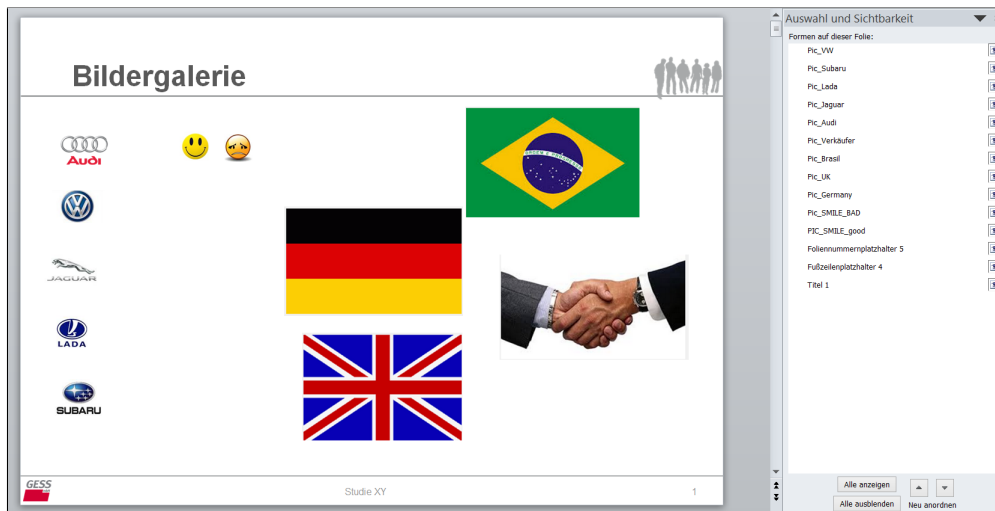 Bildergalerie
Audi
JAGUAR
LADA
SUBARU
ORDEM E PROGRESSO
GESS
Studie XY
1
Auswahl und Sichtbarkeit
Formen auf dieser Folie:
Pic_VW
Pic_Subaru
Pic_Lada
Pic_Jaguar
Pic_Audi
Pic_Verkäufer
Pic_Brasil
Pic_UK
Pic_Germany
Pic_SMILE_BAD
PIC_SMILE_good
Foliennummernplatzhalter 5
Fußzeilenplatzhalter 4
Titel 1
Alle anzeigen
Alle ausblenden
Neu anordnen